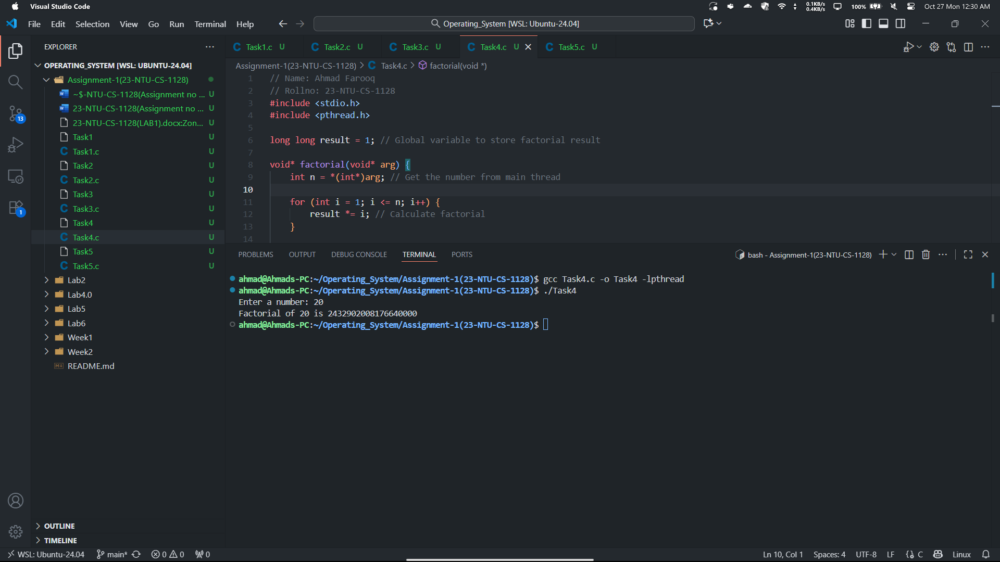 Visual Studio Code
0.1KB/s
0.4KB/s
100%
Oct 27 Mon 12:30 AM
File Edit Selection View Go Run Terminal Help
Operating_System [WSL: Ubuntu-24.04]
EXPLORER
OPERATING_SYSTEM [WSL: UBUNTU-24.04]
Assignment-1(23-NTU-CS-1128)
~$-NTU-CS-1128(Assignment no ... U
23-NTU-CS-1128(Assignment no ... U
23-NTU-CS-1128(LAB1).docx:Zon... U
Task1 U
Task1.c U
Task2 U
Task2.c U
Task3 U
Task3.c U
Task4 U
Task4.c U
Task5 U
Task5.c U
Lab2
Lab4.0
Lab5
Lab6
Week1
Week2
README.md
OUTLINE
TIMELINE
13
1
Task1.c U Task2.c U Task3.c U Task4.c U Task5.c U
Assignment-1(23-NTU-CS-1128) > C Task4.c > factorial(void *)
1 // Name: Ahmad Farooq
2 // Rollno: 23-NTU-CS-1128
3 #include <stdio.h>
4 #include <pthread.h>
5
6 long long result = 1; // Global variable to store factorial result
7
8 void* factorial(void* arg) {
9 int n = *(int*)arg; // Get the number from main thread
10
11 for (int i = 1; i <= n; i++) {
12 result *= i; // Calculate factorial
13 }
14
PROBLEMS OUTPUT DEBUG CONSOLE TERMINAL PORTS
bash - Assignment-1(23-NTU-CS-1128)
ahmad@Ahmads-PC:~/Operating_System/Assignment-1(23-NTU-CS-1128)$ gcc Task4.c -o Task4 -lpthread
ahmad@Ahmads-PC:~/Operating_System/Assignment-1(23-NTU-CS-1128)$ ./Task4
Enter a number: 20
Factorial of 20 is 2432902008176640000
ahmad@Ahmads-PC:~/Operating_System/Assignment-1(23-NTU-CS-1128)$
WSL: Ubuntu-24.04 main* 0 0 0
Ln 10, Col 1 Spaces: 4 UTF-8 LF C Linux